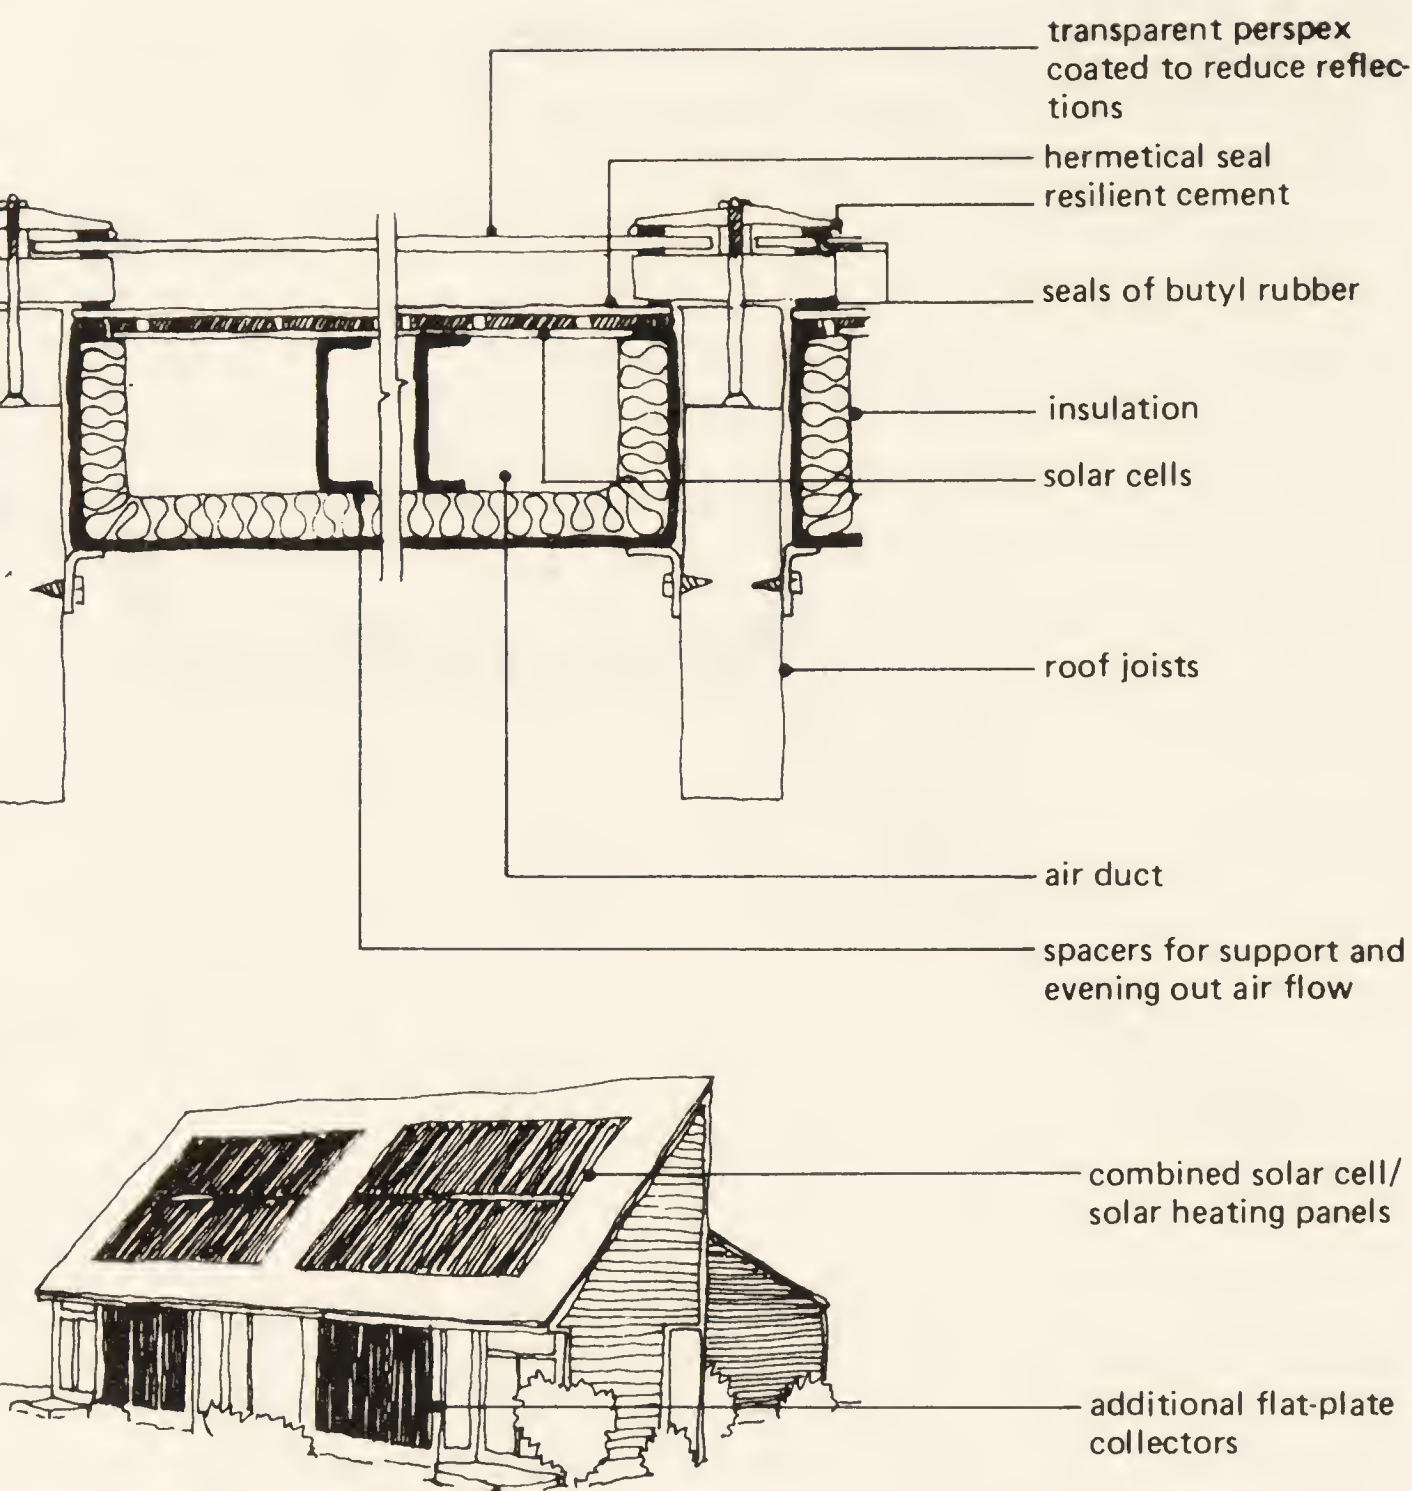 transparent perspex
coated to reduce reflec-
tions
hermetical seal
resilient cement
seals of butyl rubber
insulation
solar cells
roof joists
air duct
spacers for support and
evening out air flow
combined solar cell/
solar heating panels
additional flat-plate
collectors